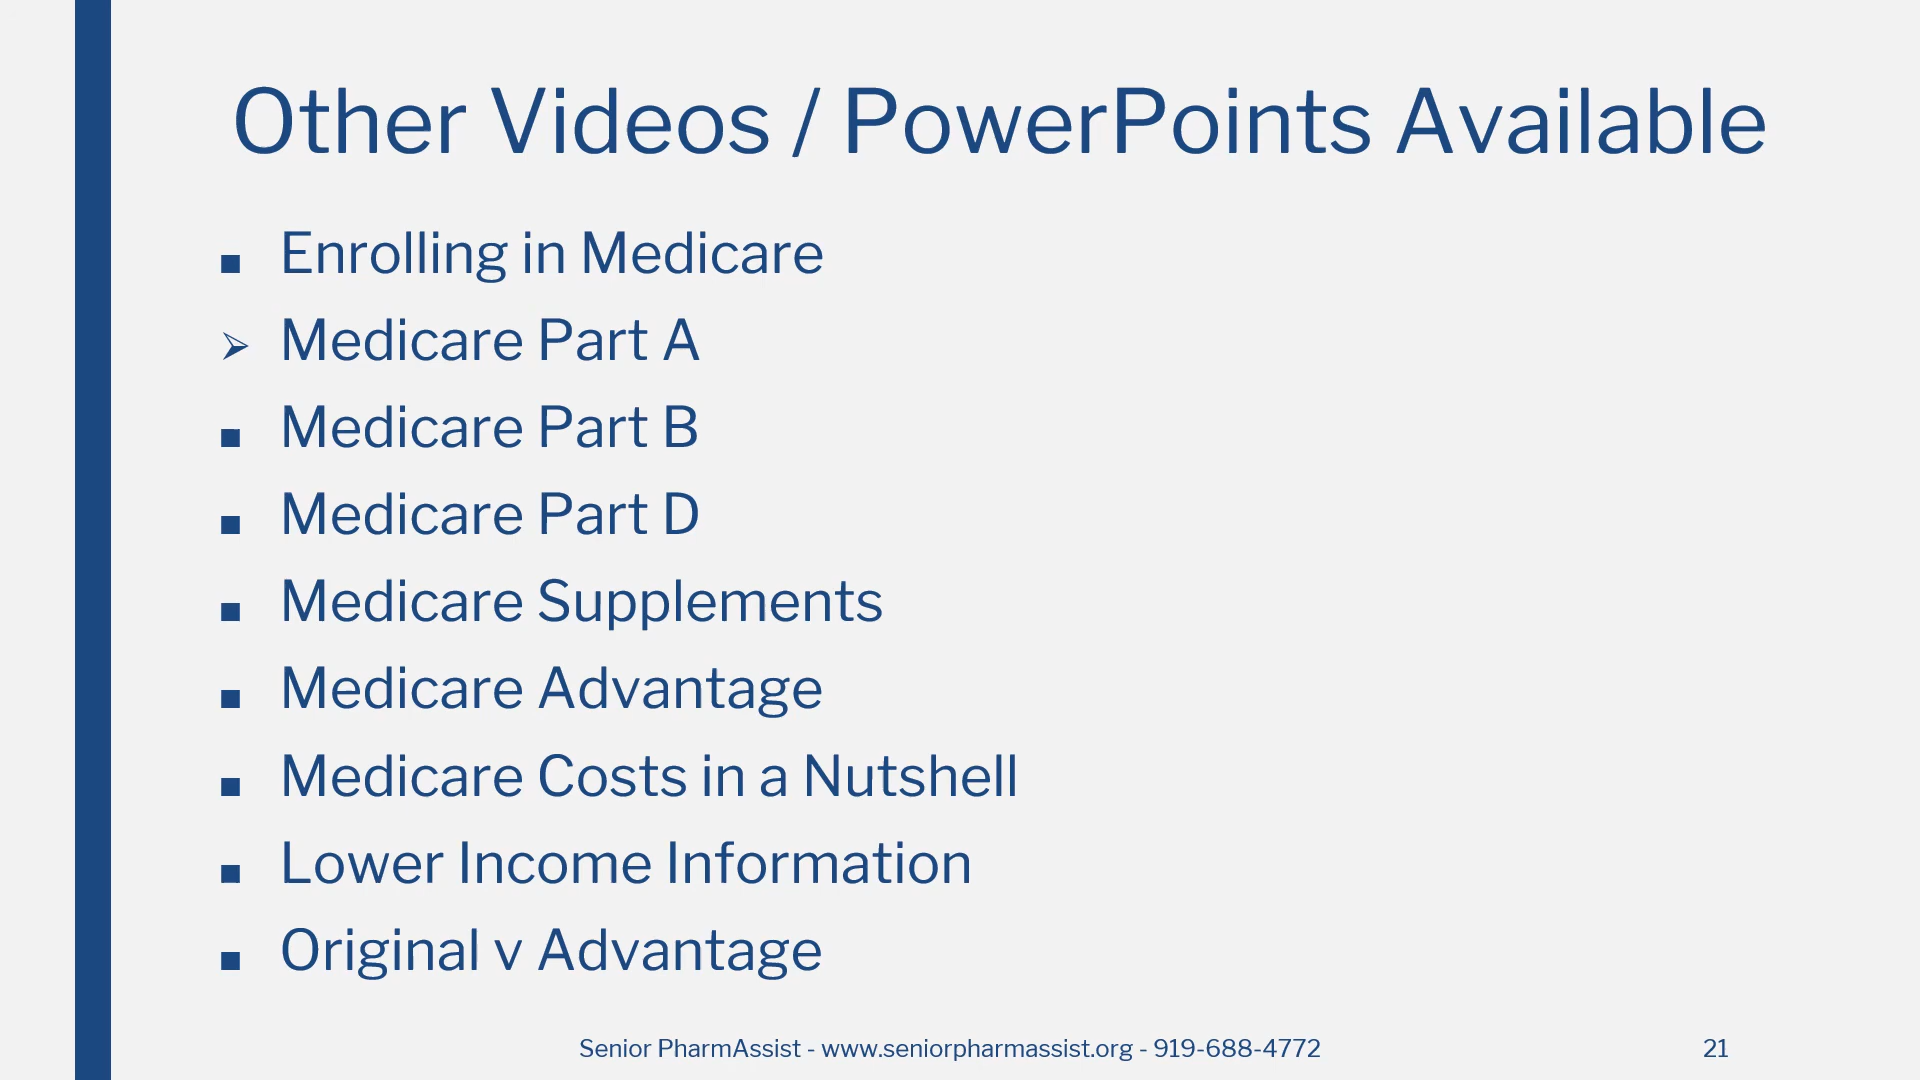 Other Videos / PowerPoints Available
■ Enrolling in Medicare
➢ Medicare Part A
■ Medicare Part B
■ Medicare Part D
■ Medicare Supplements
■ Medicare Advantage
■ Medicare Costs in a Nutshell
■ Lower Income Information
■ Original v Advantage
Senior PharmAssist - www.seniorpharmassist.org - 919-688-4772
21